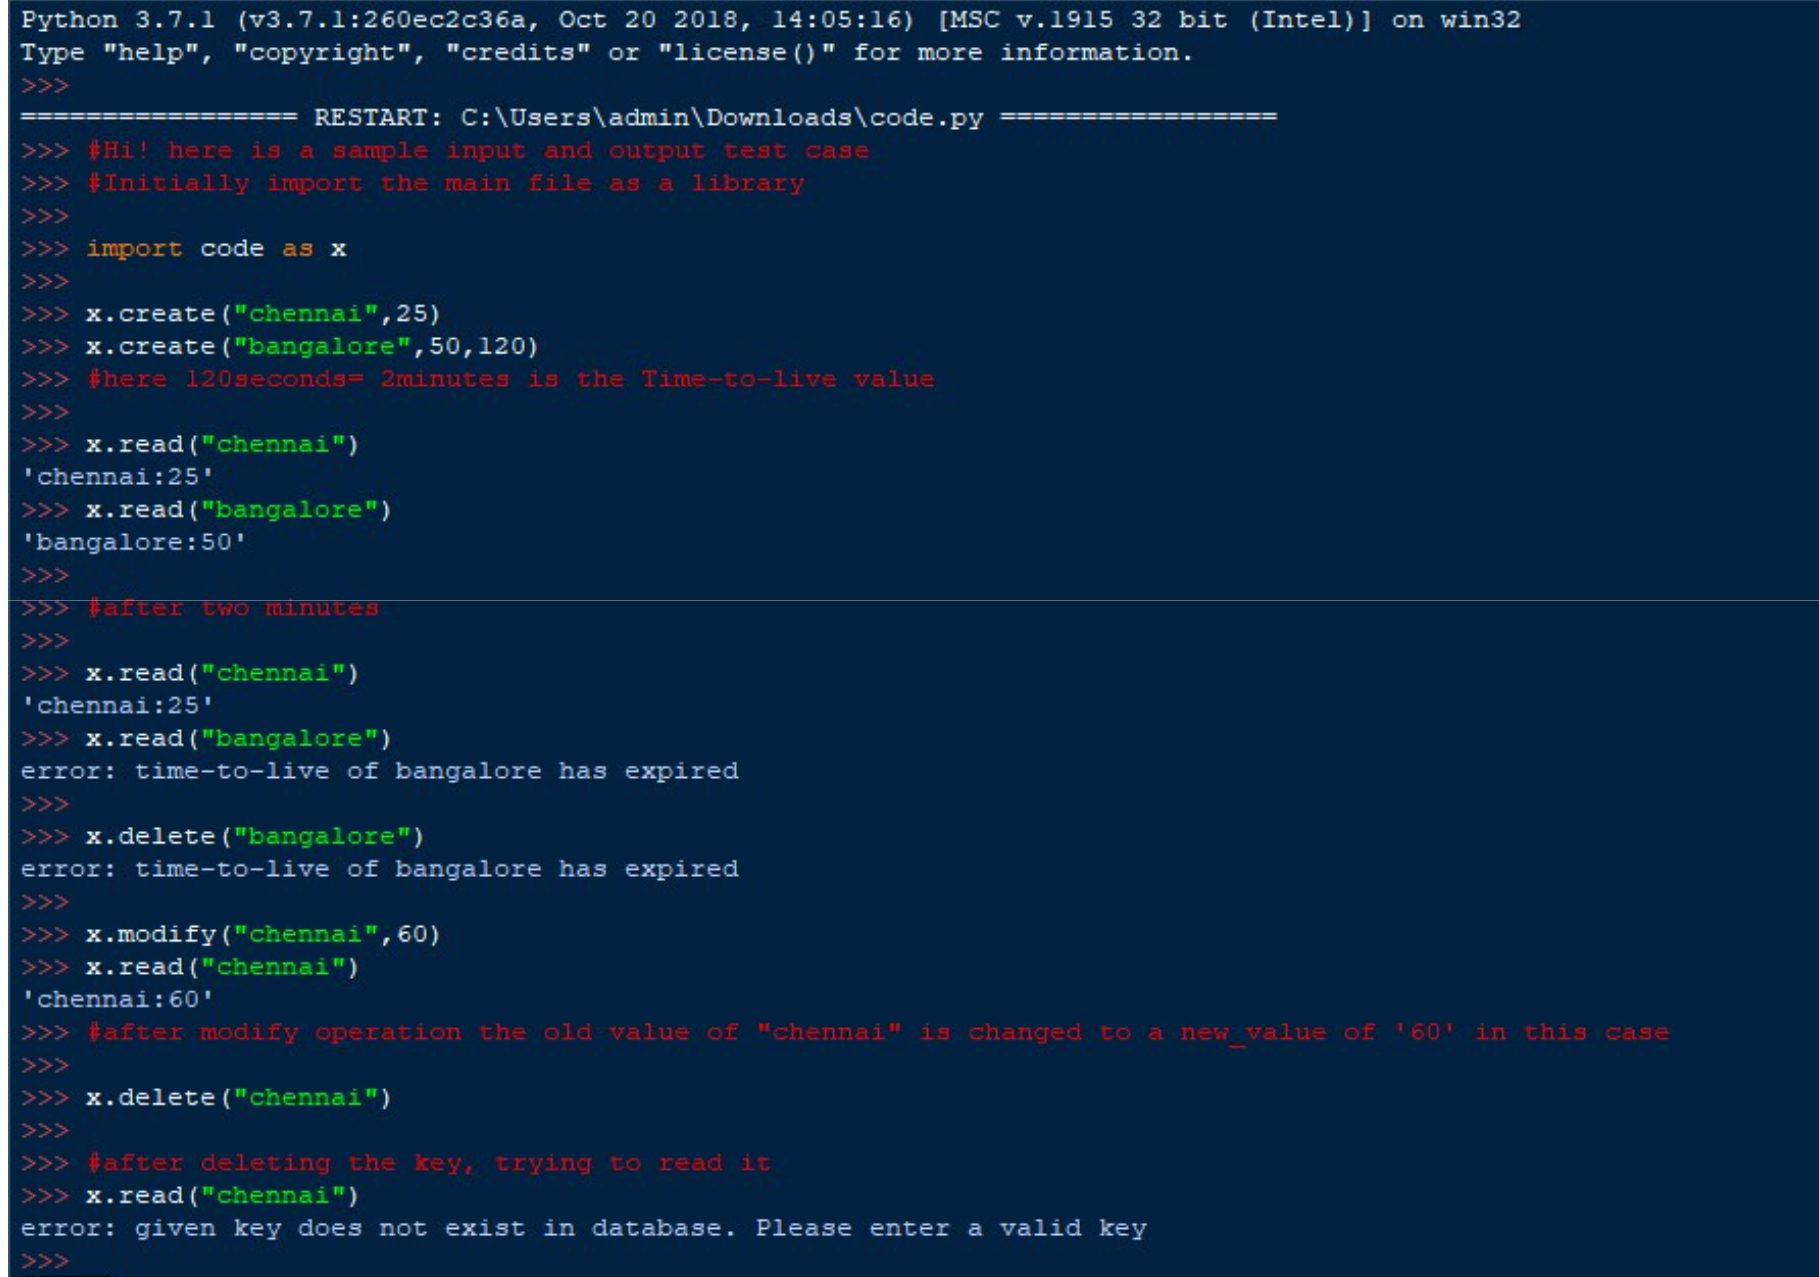 Python 3.7.1 (v3.7.1:260ec2c36a, Oct 20 2018, 14:05:16) [MSC v.1915 32 bit (Intel)] on win32
Type "help", "copyright", "credits" or "license()" for more information.
>>>
================= RESTART: C:\Users\admin\Downloads\code.py =================
>>> #Hi! here is a sample input and output test case
>>> #Initially import the main file as a library
>>>
>>> import code as x
>>>
>>> x.create("chennai",25)
>>> x.create("bangalore",50,120)
>>> #here 120seconds= 2minutes is the Time-to-live value
>>>
>>> x.read("chennai")
'chennai:25'
>>> x.read("bangalore")
'bangalore:50'
>>>
>>> #after two minutes
>>>
>>> x.read("chennai")
'chennai:25'
>>> x.read("bangalore")
error: time-to-live of bangalore has expired
>>>
>>> x.delete("bangalore")
error: time-to-live of bangalore has expired
>>>
>>> x.modify("chennai",60)
>>> x.read("chennai")
'chennai:60'
>>> #after modify operation the old value of "chennai" is changed to a new_value of '60' in this case
>>>
>>> x.delete("chennai")
>>>
>>> #after deleting the key, trying to read it
>>> x.read("chennai")
error: given key does not exist in database. Please enter a valid key
>>>